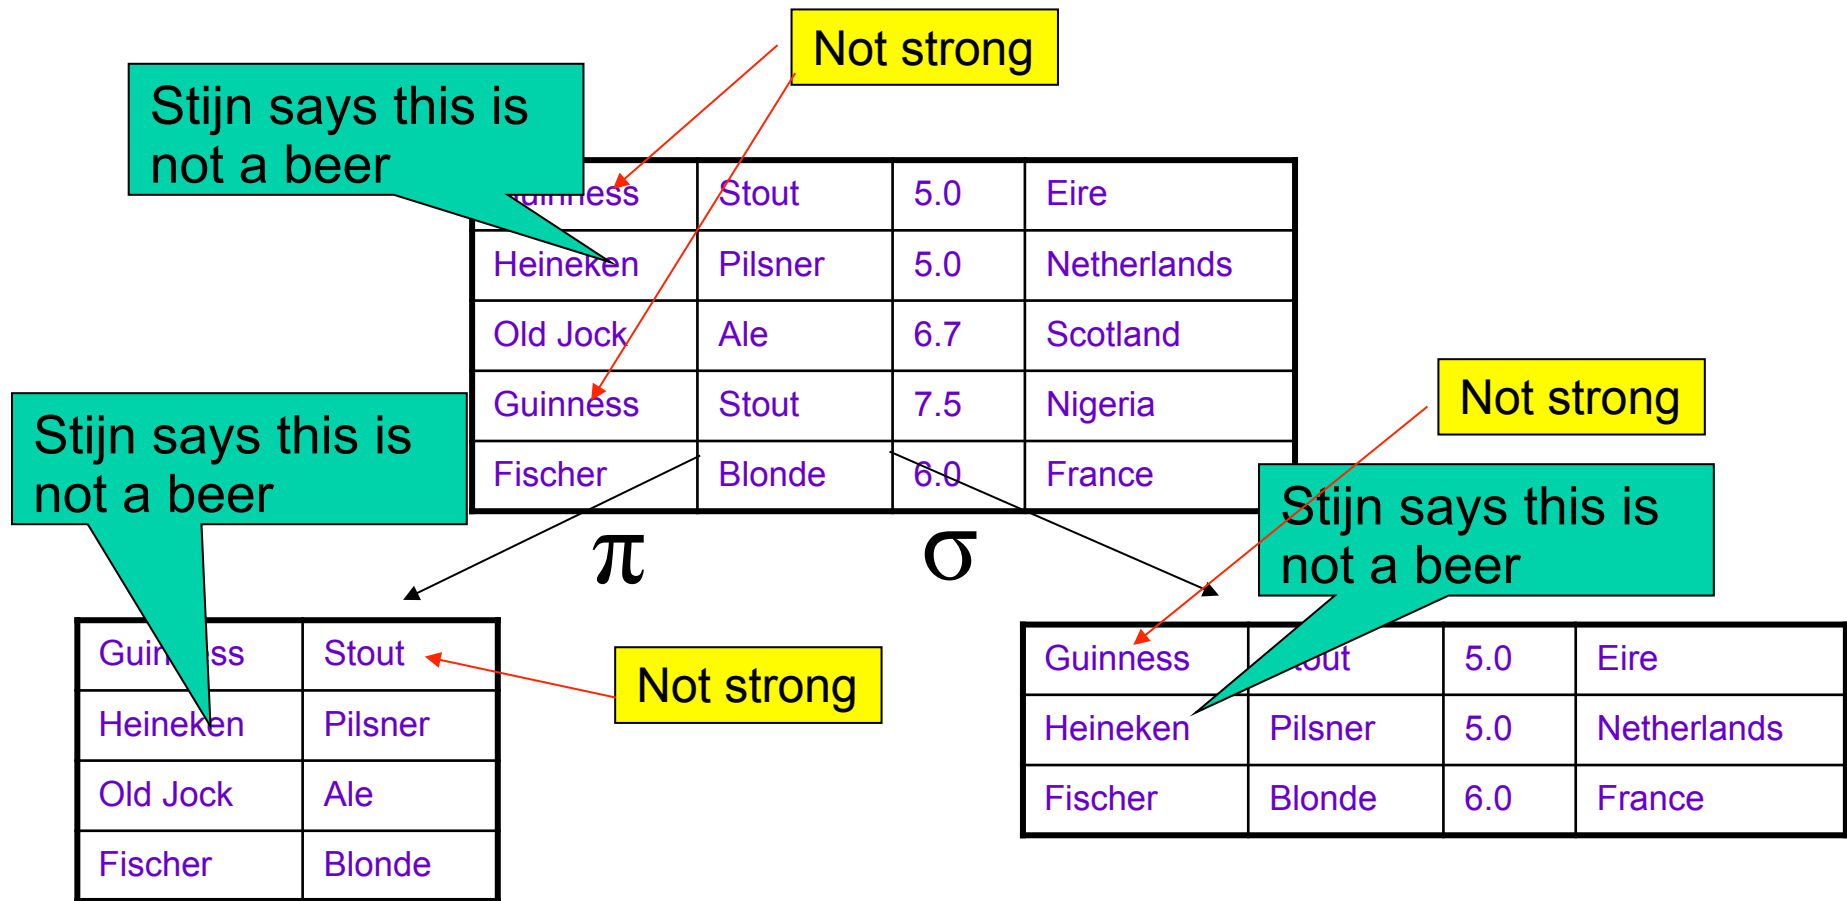 Not strong
Stijn says this is
not a beer
Guinness Stout 5.0 Eire
Heineken Pilsner 5.0 Netherlands
Old Jock Ale 6.7 Scotland
Guinness Stout 7.5 Nigeria
Fischer Blonde 6.0 France
Not strong
Stijn says this is
not a beer
Stijn says this is
not a beer
π σ
Guinness Stout
Heineken Pilsner
Old Jock Ale
Fischer Blonde
Not strong
Guinness Stout 5.0 Eire
Heineken Pilsner 5.0 Netherlands
Fischer Blonde 6.0 France